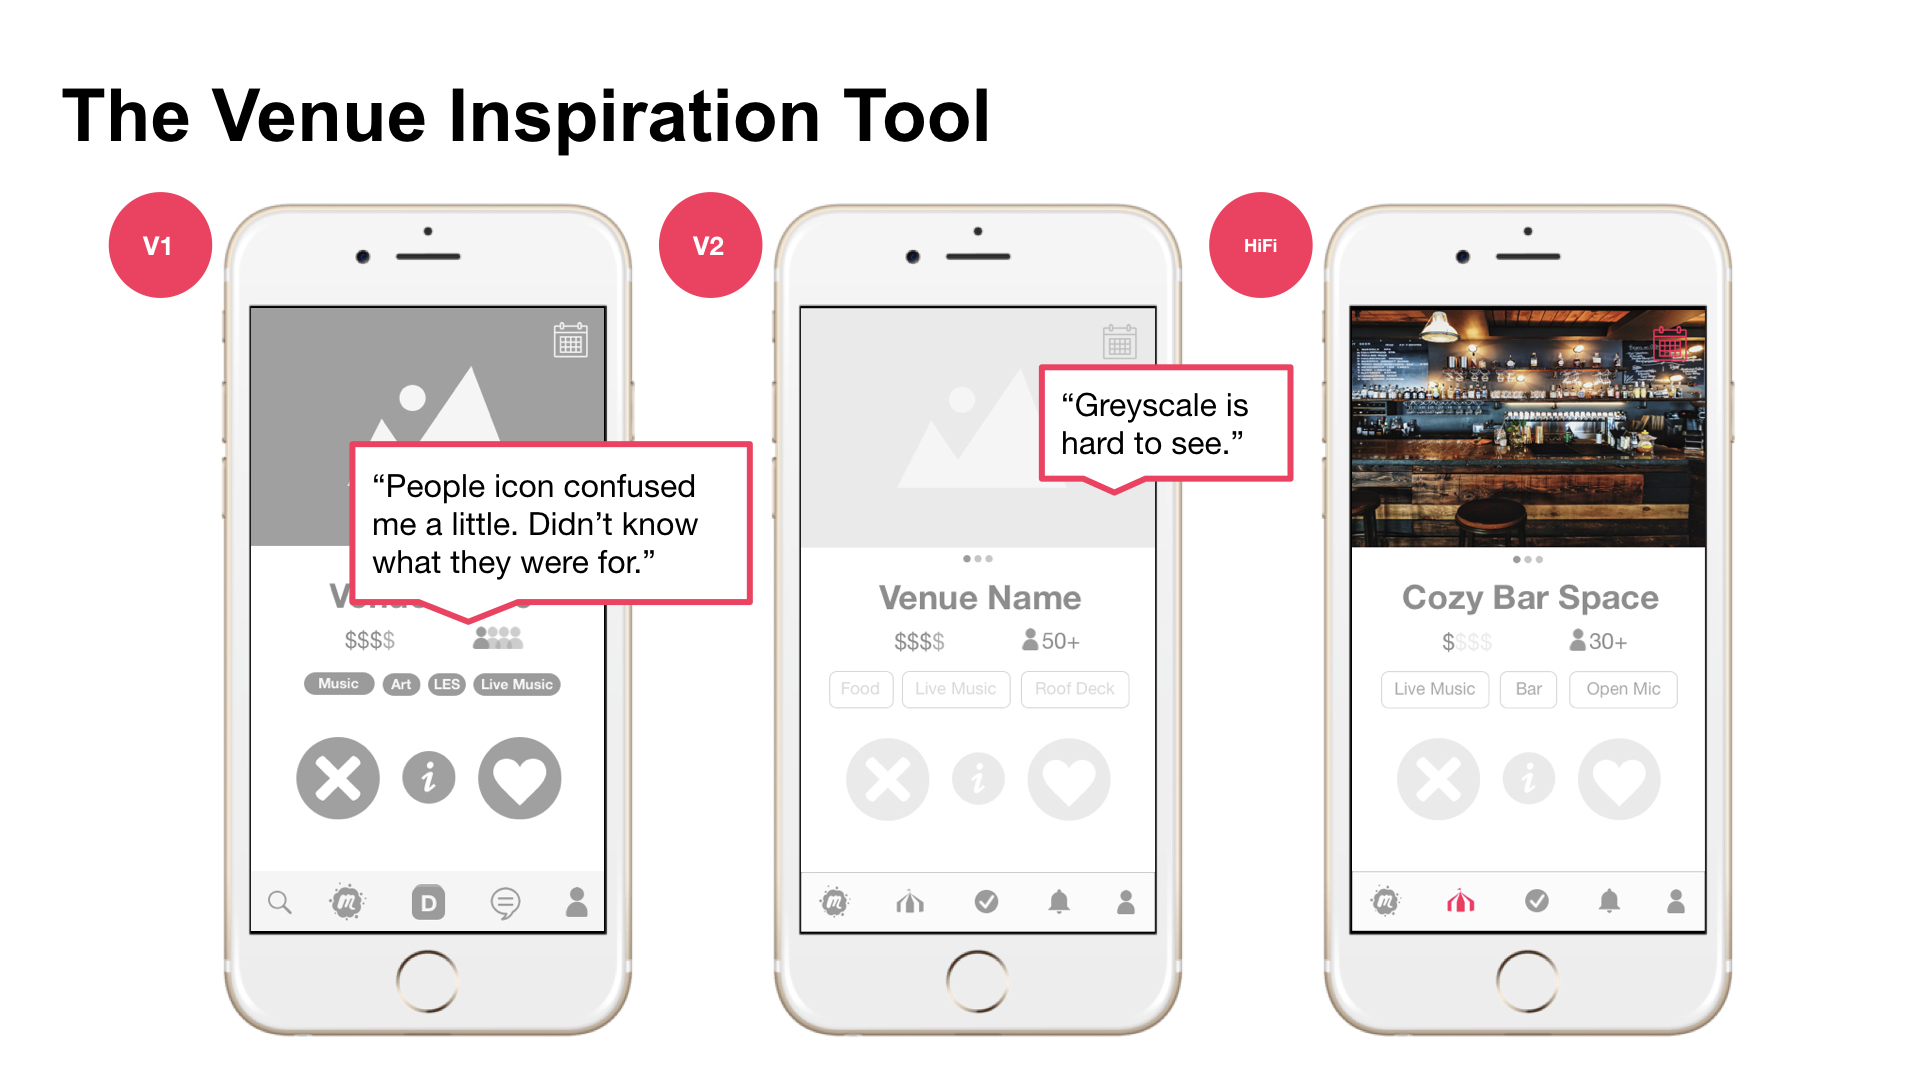 The Venue Inspiration Tool
V1
“People icon confused
me a little. Didn’t know
what they were for.”
$$$$
Music Art LES Live Music
D
V2
“Greyscale is
hard to see.”
Venue Name
$$$$ 50+
Food Live Music Roof Deck
HiFi
Cozy Bar Space
$$$$ 30+
Live Music Bar Open Mic